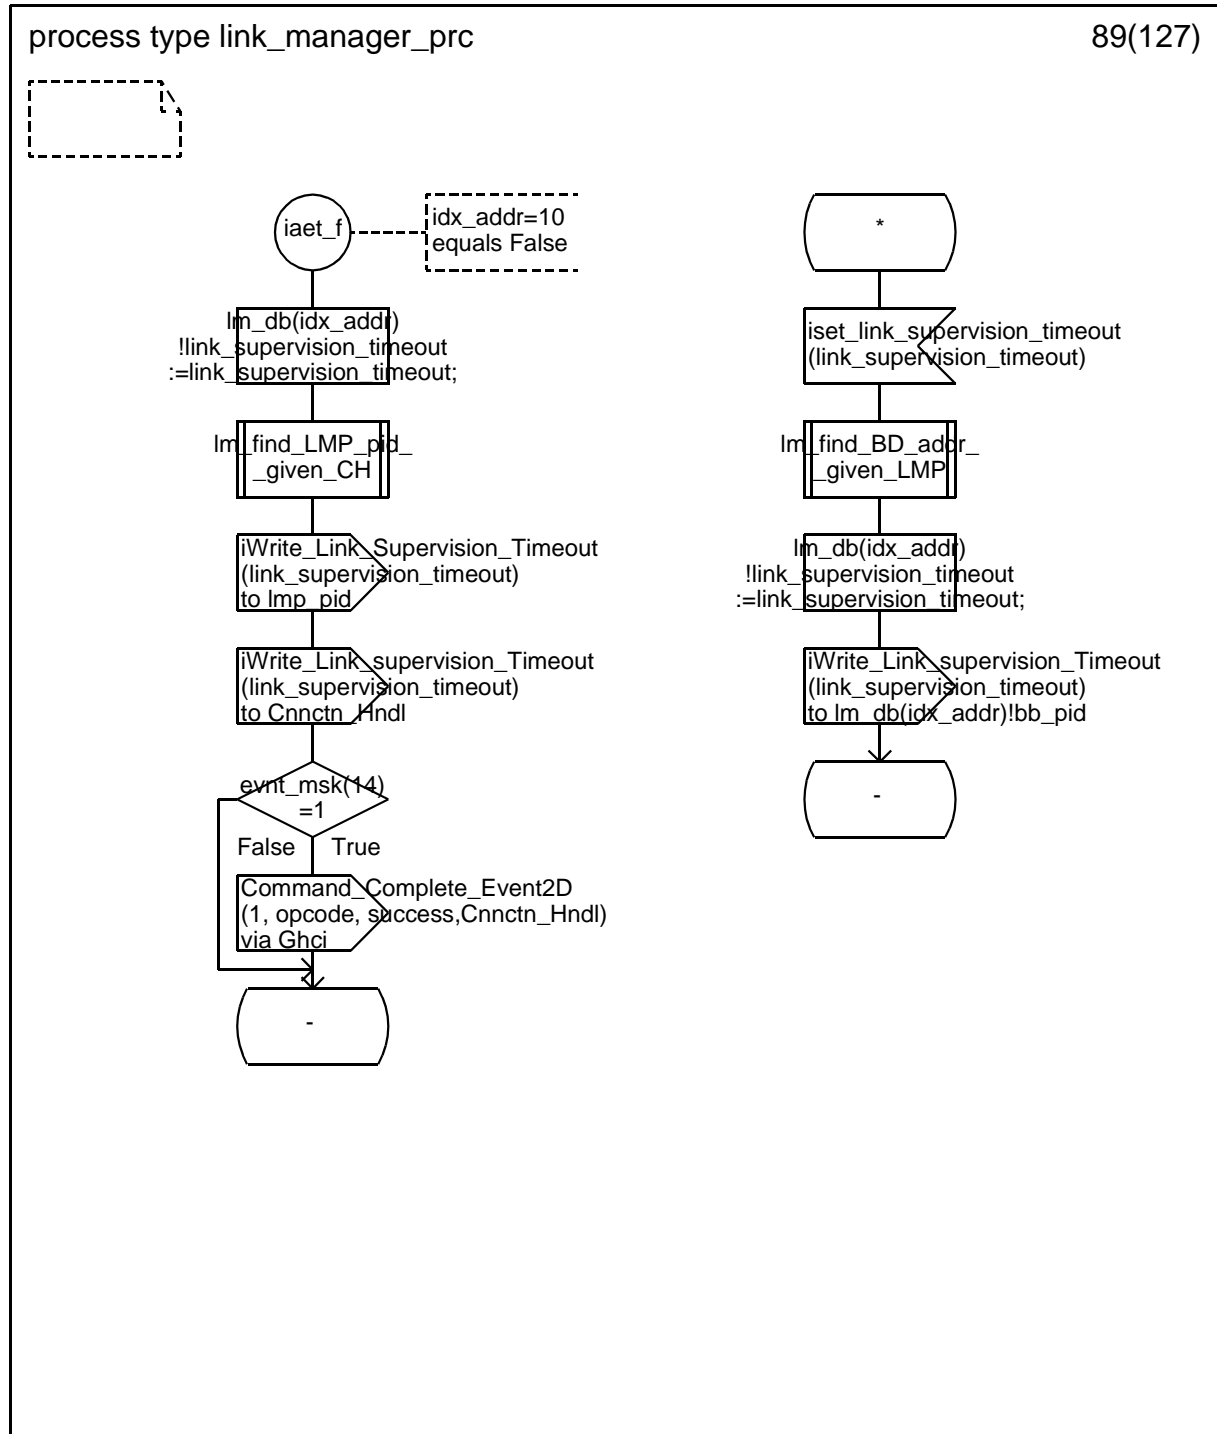 process type link_manager_prc
89(127)
iaet_f
idx_addr=10
equals False
lm_db(idx_addr)
!link_supervision_timeout
:=link_supervision_timeout;
lm_find_LMP_pid_
_given_CH
iWrite_Link_Supervision_Timeout
(link_supervision_timeout)
to lmp_pid
iWrite_Link_supervision_Timeout
(link_supervision_timeout)
to Cnnctn_Hndl
evnt_msk(14)
=1
False
True
Command_Complete_Event2D
(1, opcode, success,Cnnctn_Hndl)
via Ghci
-
*
iset_link_supervision_timeout
(link_supervision_timeout)
lm_find_BD_addr_
_given_LMP
lm_db(idx_addr)
!link_supervision_timeout
:=link_supervision_timeout;
iWrite_Link_supervision_Timeout
(link_supervision_timeout)
to lm_db(idx_addr)!bb_pid
-